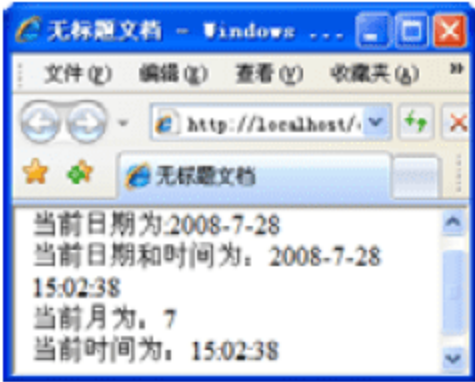 无标题文档 - Windows ...
文件(F) 编辑(E) 查看(V) 收藏夹(A) »
http://localhost/
无标题文档
当前日期为:2008-7-28
当前日期和时间为：2008-7-28
15:02:38
当前月为：7
当前时间为：15:02:38